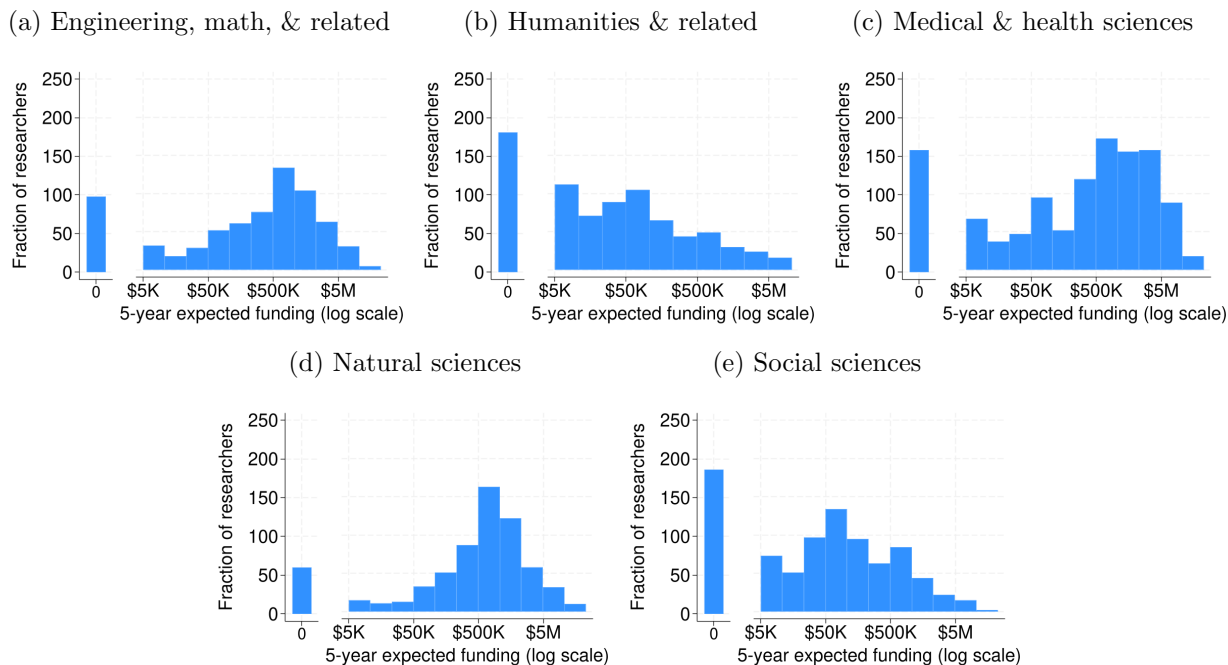 (a) Engineering, math, & related
(b) Humanities & related
(c) Medical & health sciences
Fraction of researchers
250
200
150
100
50
0
0
$5K
$50K
$500K
$5M
5-year expected funding (log scale)
Fraction of researchers
250
200
150
100
50
0
0
$5K
$50K
$500K
$5M
5-year expected funding (log scale)
Fraction of researchers
250
200
150
100
50
0
0
$5K
$50K
$500K
$5M
5-year expected funding (log scale)
(d) Natural sciences
(e) Social sciences
Fraction of researchers
250
200
150
100
50
0
0
$5K
$50K
$500K
$5M
5-year expected funding (log scale)
Fraction of researchers
250
200
150
100
50
0
0
$5K
$50K
$500K
$5M
5-year expected funding (log scale)